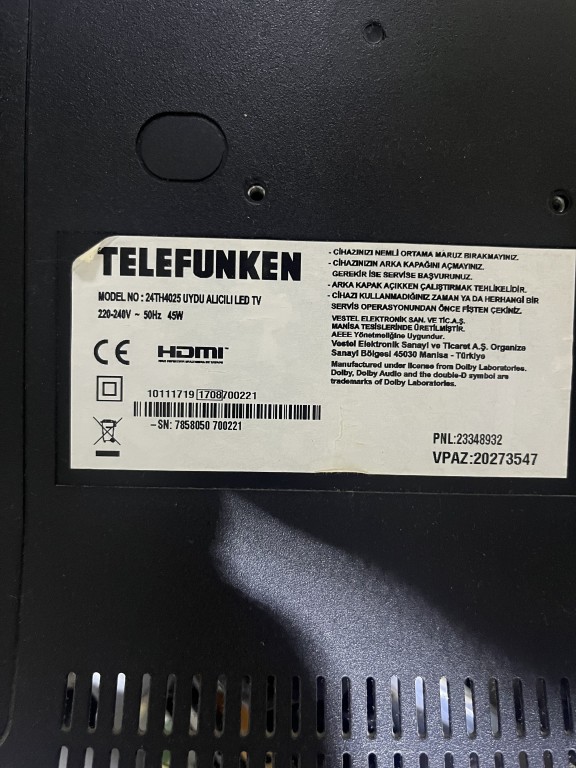 TELEFUNKEN
MODEL NO : 24TH4025 UYDU ALICILI LED TV
220-240V ~ 50Hz 45W
CE HDMI
10111719 1708 700221
-SN: 7858050 700221
- CİHAZINIZI NEMLİ ORTAMA MARUZ BIRAKMAYINIZ.
- CİHAZINIZIN ARKA KAPAĞINI AÇMAYINIZ.
GEREKİR İSE SERVİSE BAŞVURUNUZ.
- ARKA KAPAK AÇIKKEN ÇALIŞTIRMAK TEHLİKELİDİR.
- CİHAZI KULLANMADIĞINIZ ZAMAN YA DA HERHANGİ BİR
SERVİS OPERASYONUNDAN ÖNCE FİŞTEN ÇEKİNİZ.
VESTEL ELEKTRONİK SAN. VE TİC.A.Ş.
MANİSA TESİSLERİNDE ÜRETİLMİŞTİR.
AEEE Yönetmeliğine Uygundur.
Vestel Elektronik Sanayi ve Ticaret A.Ş. Organize
Sanayi Bölgesi 45030 Manisa - Türkiye
Manufactured under license from Dolby Laboratories.
Dolby, Dolby Audio and the double-D symbol are
trademarks of Dolby Laboratories.
PNL:23348932
VPAZ:20273547